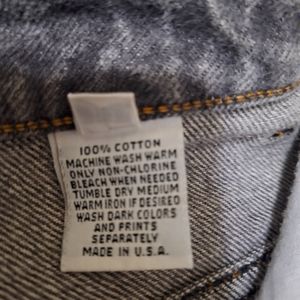 100% COTTON
MACHINE WASH WARM
ONLY NON-CHLORINE
BLEACH WHEN NEEDED
TUMBLE DRY MEDIUM
WARM IRON IF DESIRED
WASH DARK COLORS
AND PRINTS
SEPARATELY
MADE IN U.S.A.